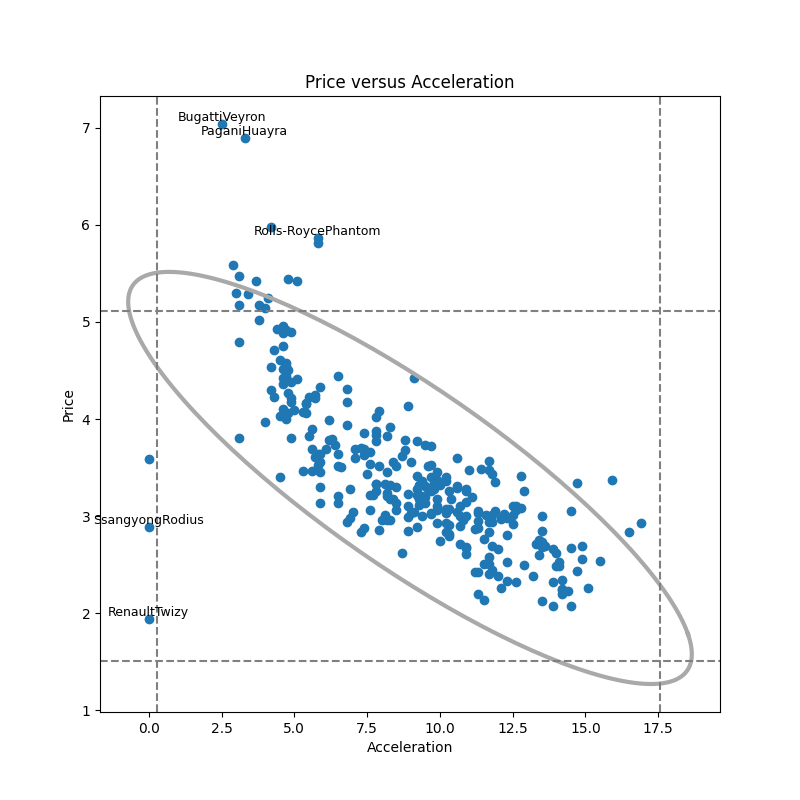 Price versus Acceleration
7
BugattiVeyron
PaganiHuayra
6
Rolls-RoycePhantom
5
4
Price
3
SsangyongRodius
2
RenaultTwizy
1
0.0 2.5 5.0 7.5 10.0 12.5 15.0 17.5
Acceleration